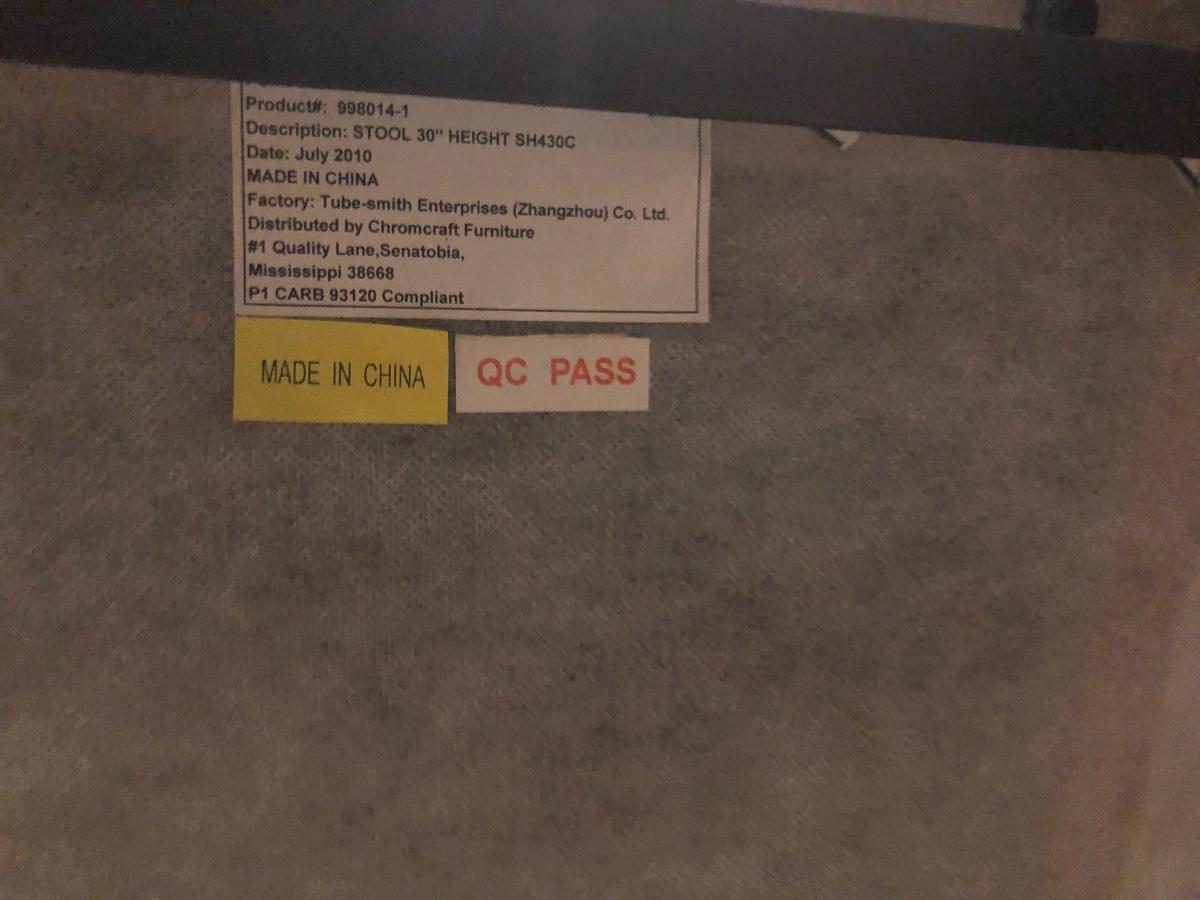 Product#: 998014-1
Description: STOOL 30" HEIGHT SH430C
Date: July 2010
MADE IN CHINA
Factory: Tube-smith Enterprises (Zhangzhou) Co. Ltd.
Distributed by Chromcraft Furniture
#1 Quality Lane,Senatobia,
Mississippi 38668
P1 CARB 93120 Compliant
MADE IN CHINA
QC PASS